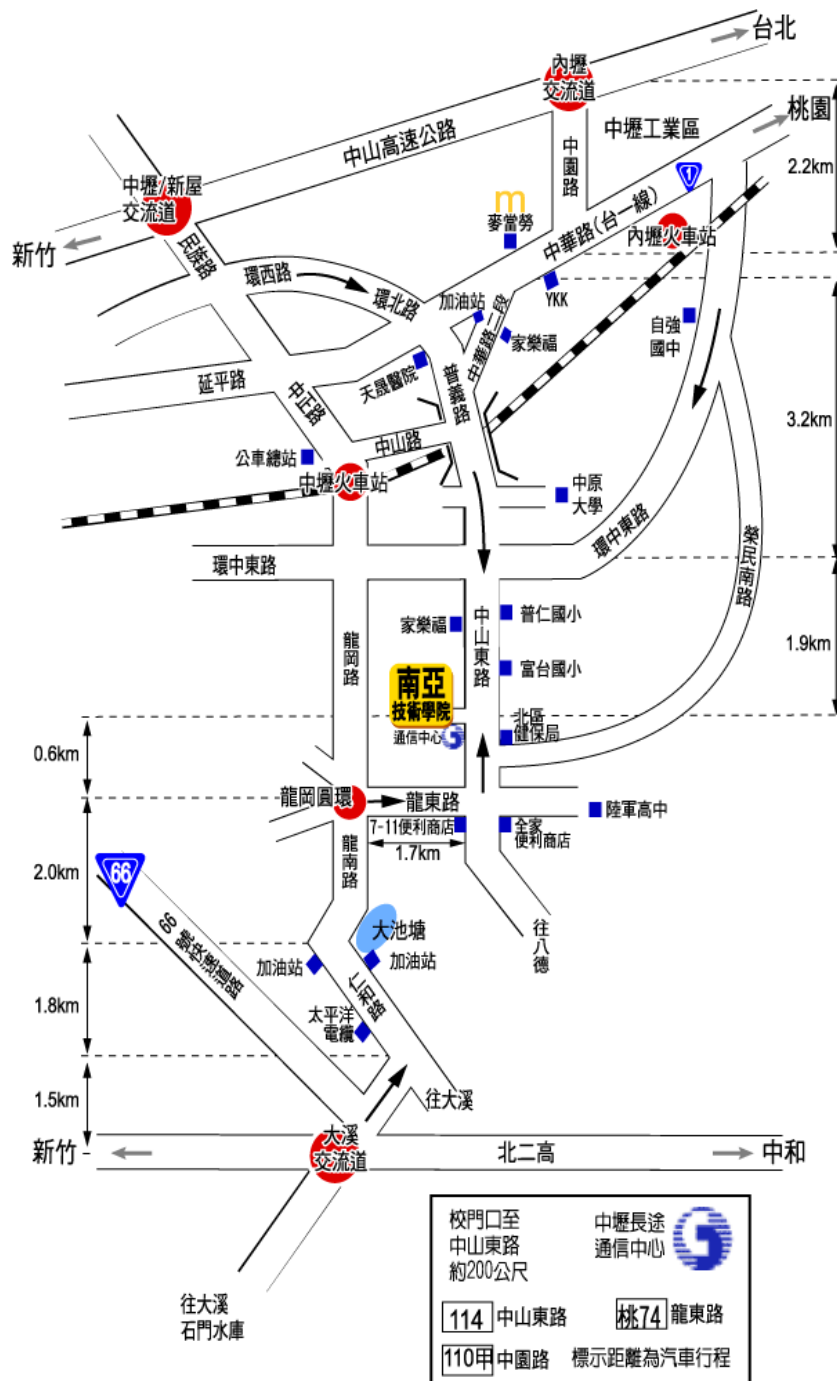 台北
內壢
交流道
桃園
中壢工業區
中山高速公路
中園路
2.2km
1
中壢/新屋
交流道
m
麥當勞
中華路(台一線)
內壢火車站
新竹
民族路
環西路
環北路
加油站
YKK
中華路二段
家樂福
自強
國中
天晟醫院
普義路
延平路
中正路
3.2km
中山路
公車總站
中壢火車站
中原
大學
環中東路
環中東路
榮民南路
龍岡路
家樂福
中山東路
普仁國小
1.9km
富台國小
南亞
技術學院
北區
健保局
通信中心
0.6km
龍岡圓環
龍東路
陸軍高中
7-11便利商店
全家
便利商店
1.7km
龍南路
2.0km
66
66號快速道路
大池塘
往八德
加油站
加油站
仁和路
1.8km
太平洋
電纜
1.5km
往大溪
新竹
大溪
交流道
北二高
中和
校門口至
中山東路
約200公尺
中壢長途
通信中心
往大溪
石門水庫
114 中山東路
桃74 龍東路
110甲 中園路
標示距離為汽車行程